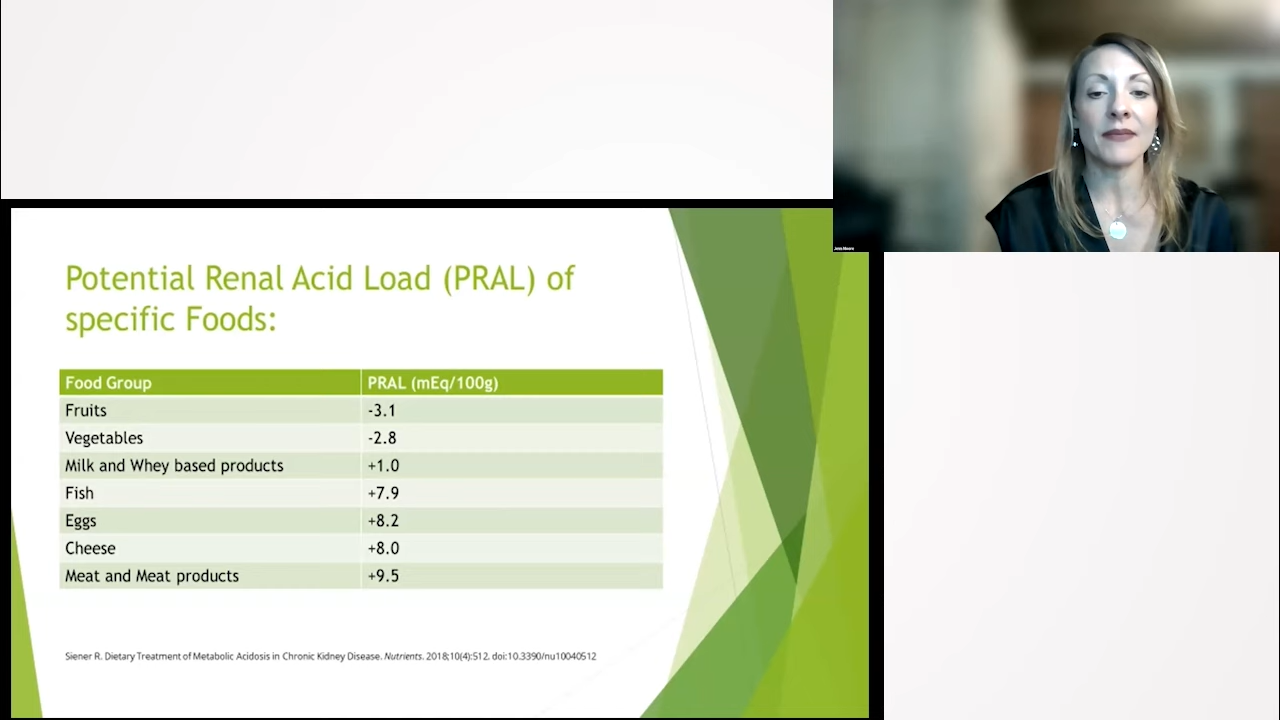 Jenn Moore
Potential Renal Acid Load (PRAL) of
specific Foods:
Food Group PRAL (mEq/100g)
Fruits -3.1
Vegetables -2.8
Milk and Whey based products +1.0
Fish +7.9
Eggs +8.2
Cheese +8.0
Meat and Meat products +9.5
Siener R. Dietary Treatment of Metabolic Acidosis in Chronic Kidney Disease. Nutrients. 2018;10(4):512. doi:10.3390/nu10040512